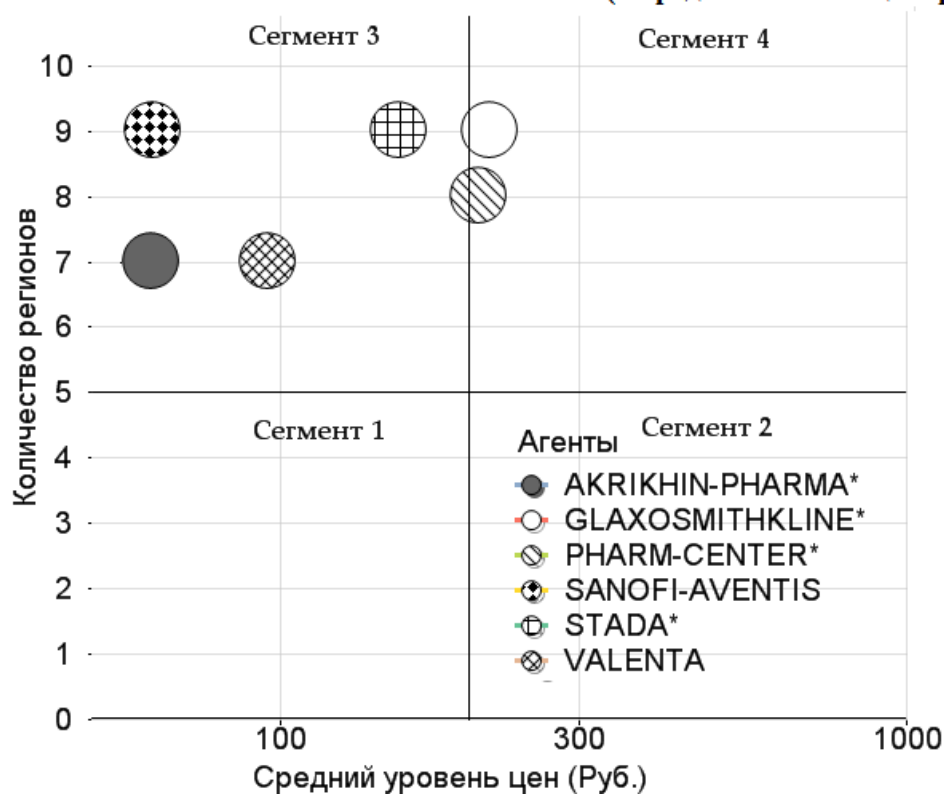 Сегмент 3
Сегмент 4
10
9
8
7
6
5
4
3
2
1
0
Количество регионов
Сегмент 1
Сегмент 2
Агенты
AKRIKHIN-PHARMA*
GLAXOSMITHKLINE*
PHARM-CENTER*
SANOFI-AVENTIS
STADA*
VALENTA
100
300
1000
Средний уровень цен (Руб.)